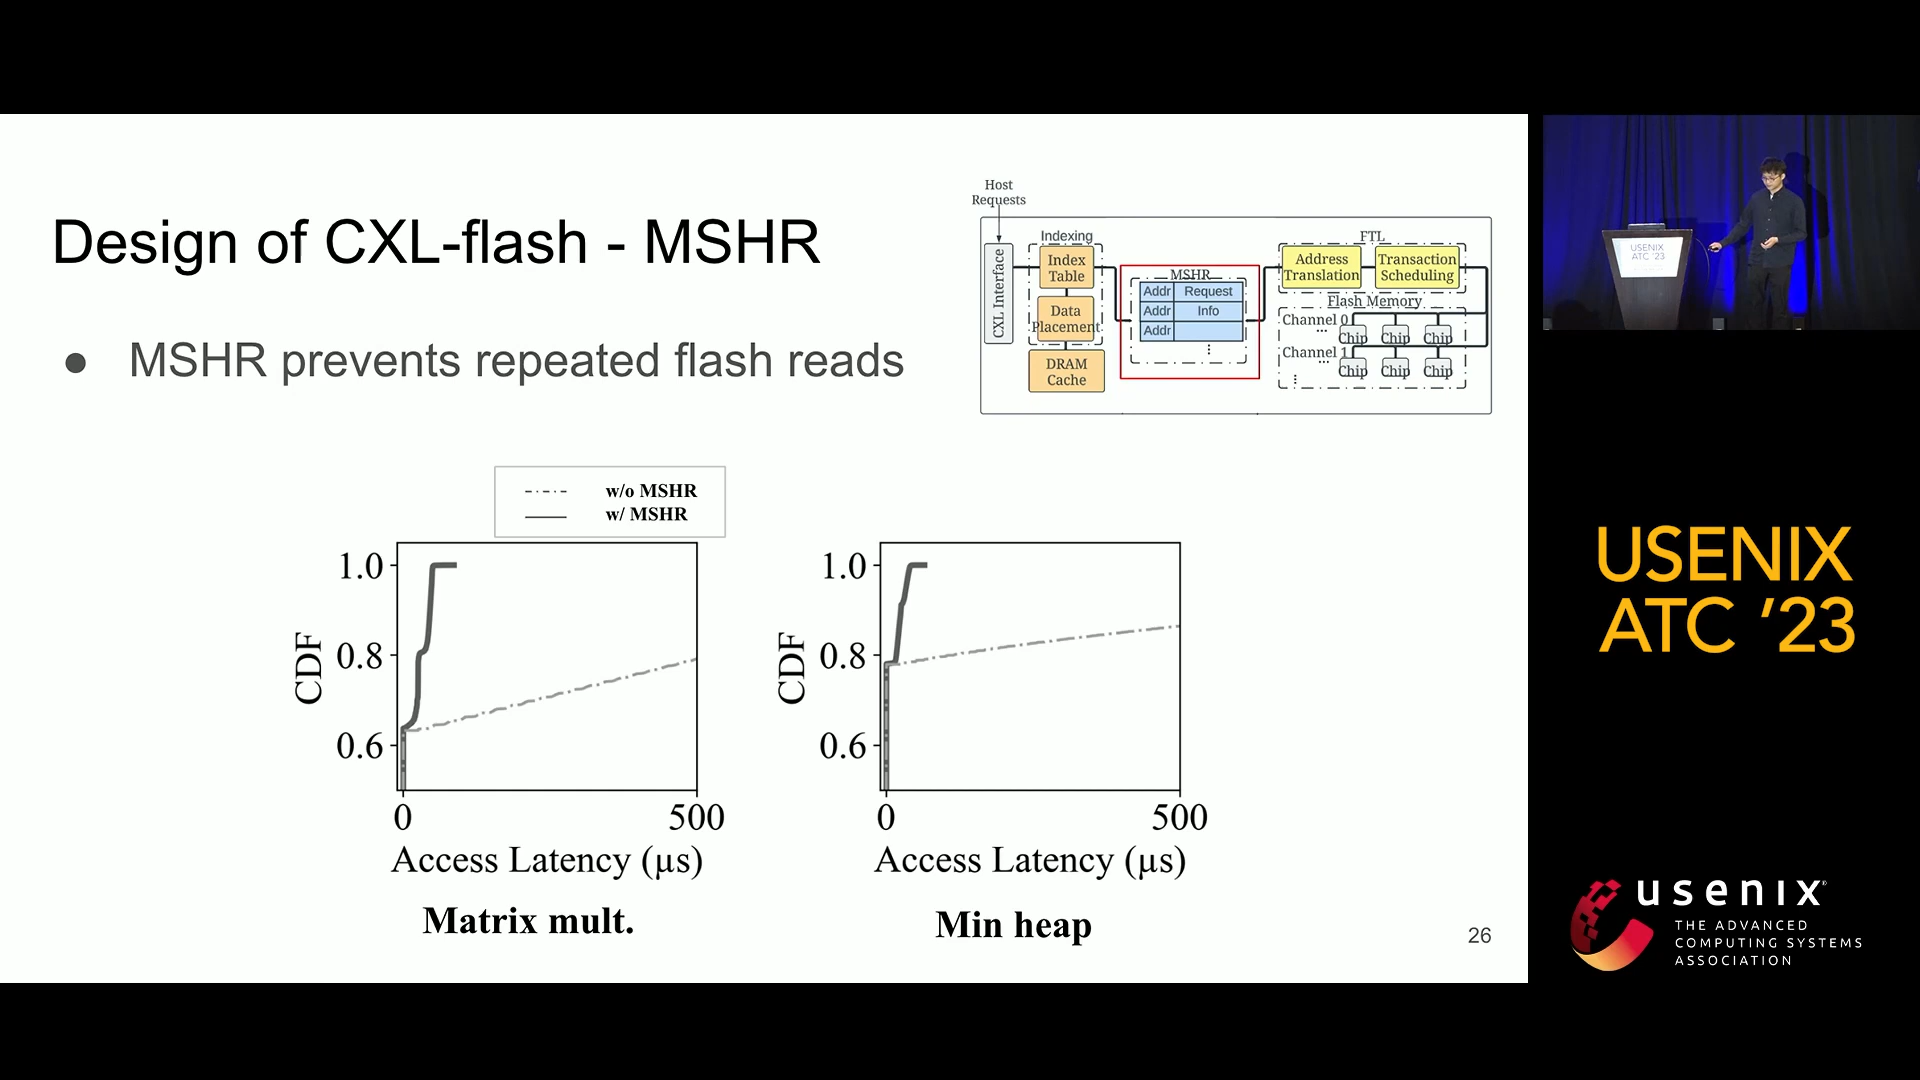 Design of CXL-flash - MSHR
● MSHR prevents repeated flash reads
Host
Requests
CXL Interface
Indexing
Index
Table
Data
Placement
DRAM
Cache
MSHR
Addr Request
Addr Info
Addr
FTL
Address
Translation
Transaction
Scheduling
Flash Memory
Channel 0
Chip Chip Chip
Channel 1
Chip Chip Chip
w/o MSHR
w/ MSHR
CDF
1.0
0.8
0.6
0 500
Access Latency (µs)
Matrix mult.
CDF
1.0
0.8
0.6
0 500
Access Latency (µs)
Min heap
26
USENIX
ATC '23
USENIX
ATC '23
usenix
THE ADVANCED
COMPUTING SYSTEMS
ASSOCIATION